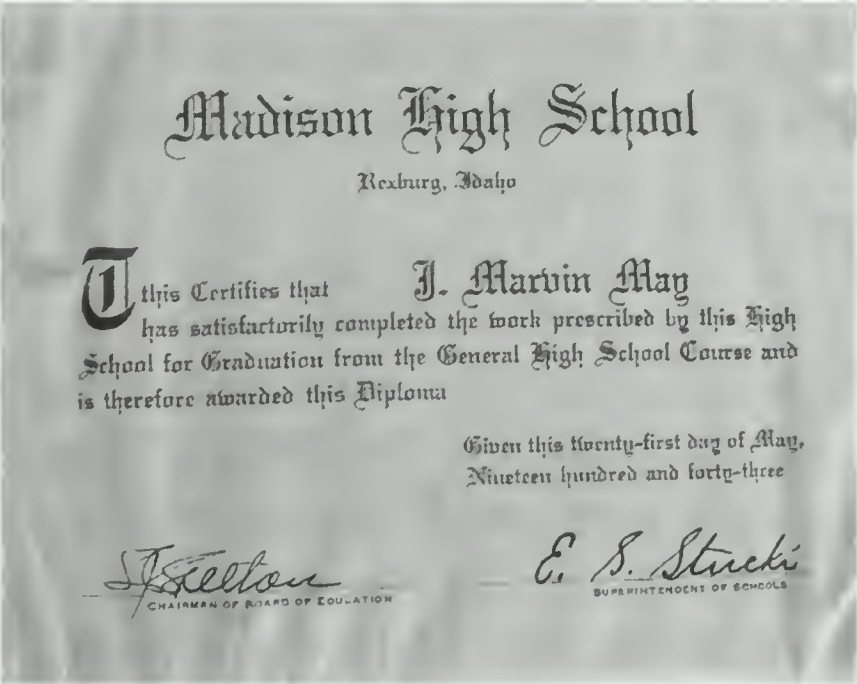 Madison High School
Rexburg, Idaho
This Certifies that J. Marvin May
has satisfactorily completed the work prescribed by this High
School for Graduation from the General High School Course and
is therefore awarded this Diploma
Given this twenty-first day of May,
Nineteen hundred and forty-three
E. S. Stucki
CHAIRMAN OF BOARD OF EDUCATION
SUPERINTENDENT OF SCHOOLS